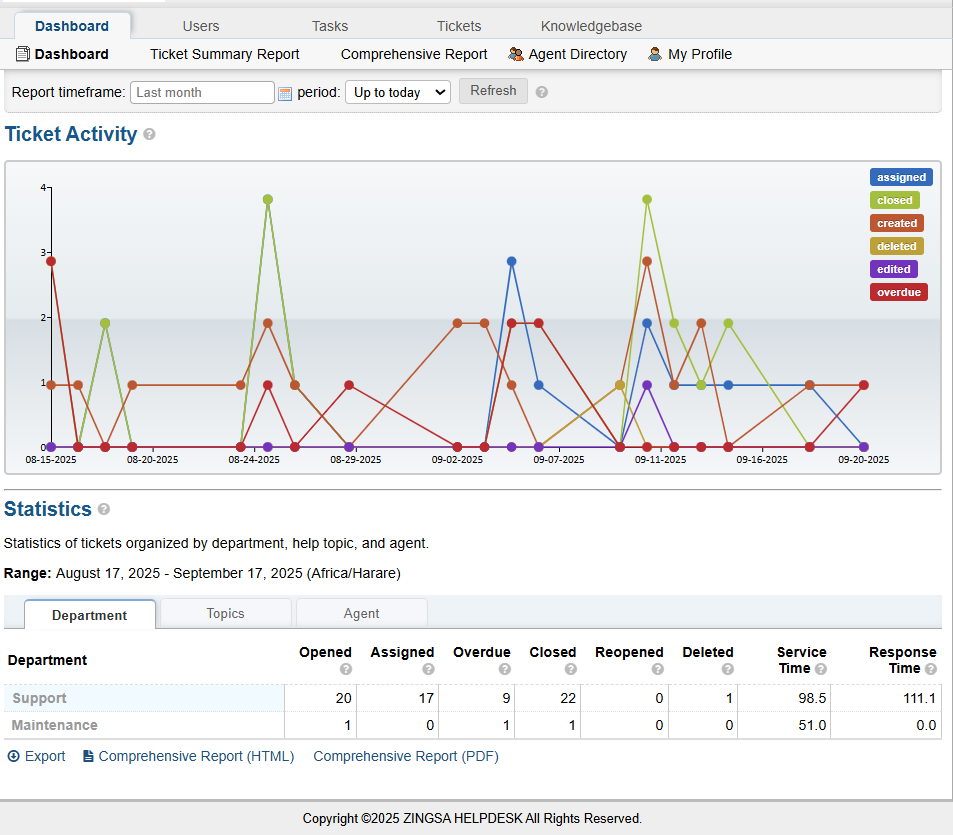 Dashboard Users Tasks Tickets Knowledgebase
Dashboard Ticket Summary Report Comprehensive Report Agent Directory My Profile
Report timeframe: Last month period: Up to today Refresh ?
Ticket Activity ?
assigned
closed
created
deleted
edited
overdue
4
3
2
1
0
08-15-2025 08-20-2025 08-24-2025 08-29-2025 09-02-2025 09-07-2025 09-11-2025 09-16-2025 09-20-2025
Statistics ?
Statistics of tickets organized by department, help topic, and agent.
Range: August 17, 2025 - September 17, 2025 (Africa/Harare)
Department Topics Agent
Department Opened ? Assigned ? Overdue ? Closed ? Reopened ? Deleted ? Service Time ? Response Time ?
Support 20 17 9 22 0 1 98.5 111.1
Maintenance 1 0 1 1 0 0 51.0 0.0
Export Comprehensive Report (HTML) Comprehensive Report (PDF)
Copyright ©2025 ZINGSA HELPDESK All Rights Reserved.